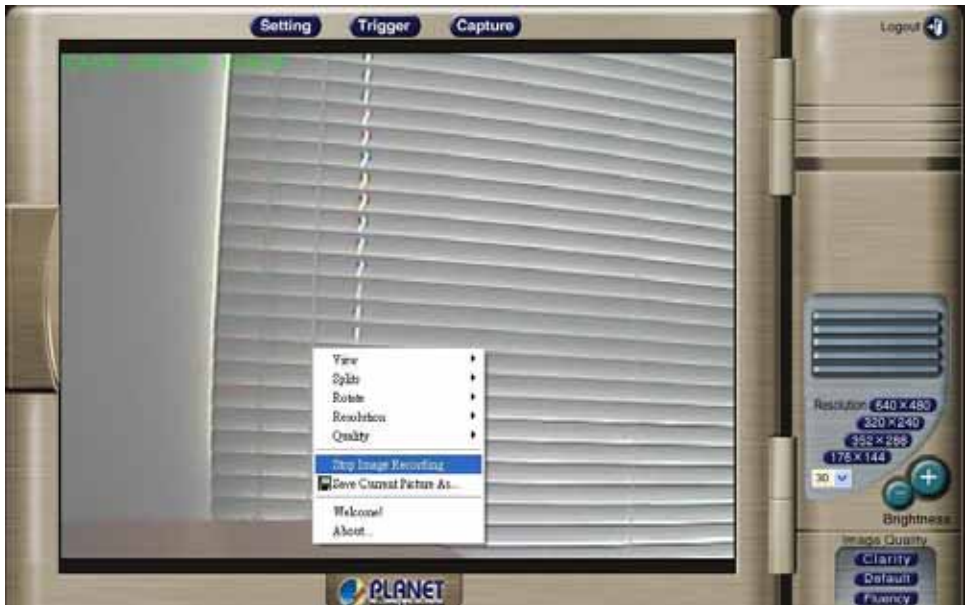 Setting Trigger Capture
Logout
View
Splits
Rotate
Resolution
Quality
Stop Image Recording
Save Current Picture As...
Welcome!
About...
Resolution 640×480
320×240
352×288
176×144
30
Brightness
Image Quality
Clarity
Default
Fluency
PLANET